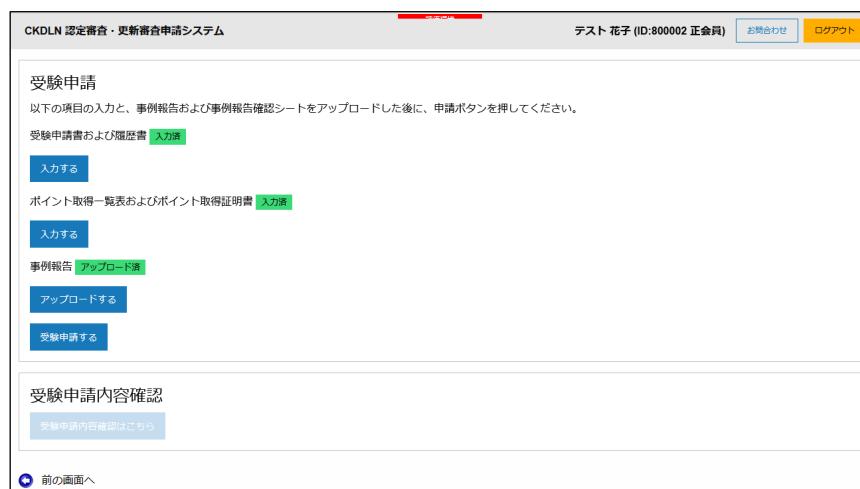 CKDLN 認定審査・更新審査申請システム
テスト 花子 (ID:800002 正会員)
お問合わせ
ログアウト
受験申請
以下の項目の入力と、事例報告および事例報告確認シートをアップロードした後に、申請ボタンを押してください。
受験申請書および履歴書 入力済
入力する
ポイント取得一覧表およびポイント取得証明書 入力済
入力する
事例報告 アップロード済
アップロードする
受験申請する
受験申請内容確認
受験申請内容確認はこちら
前の画面へ